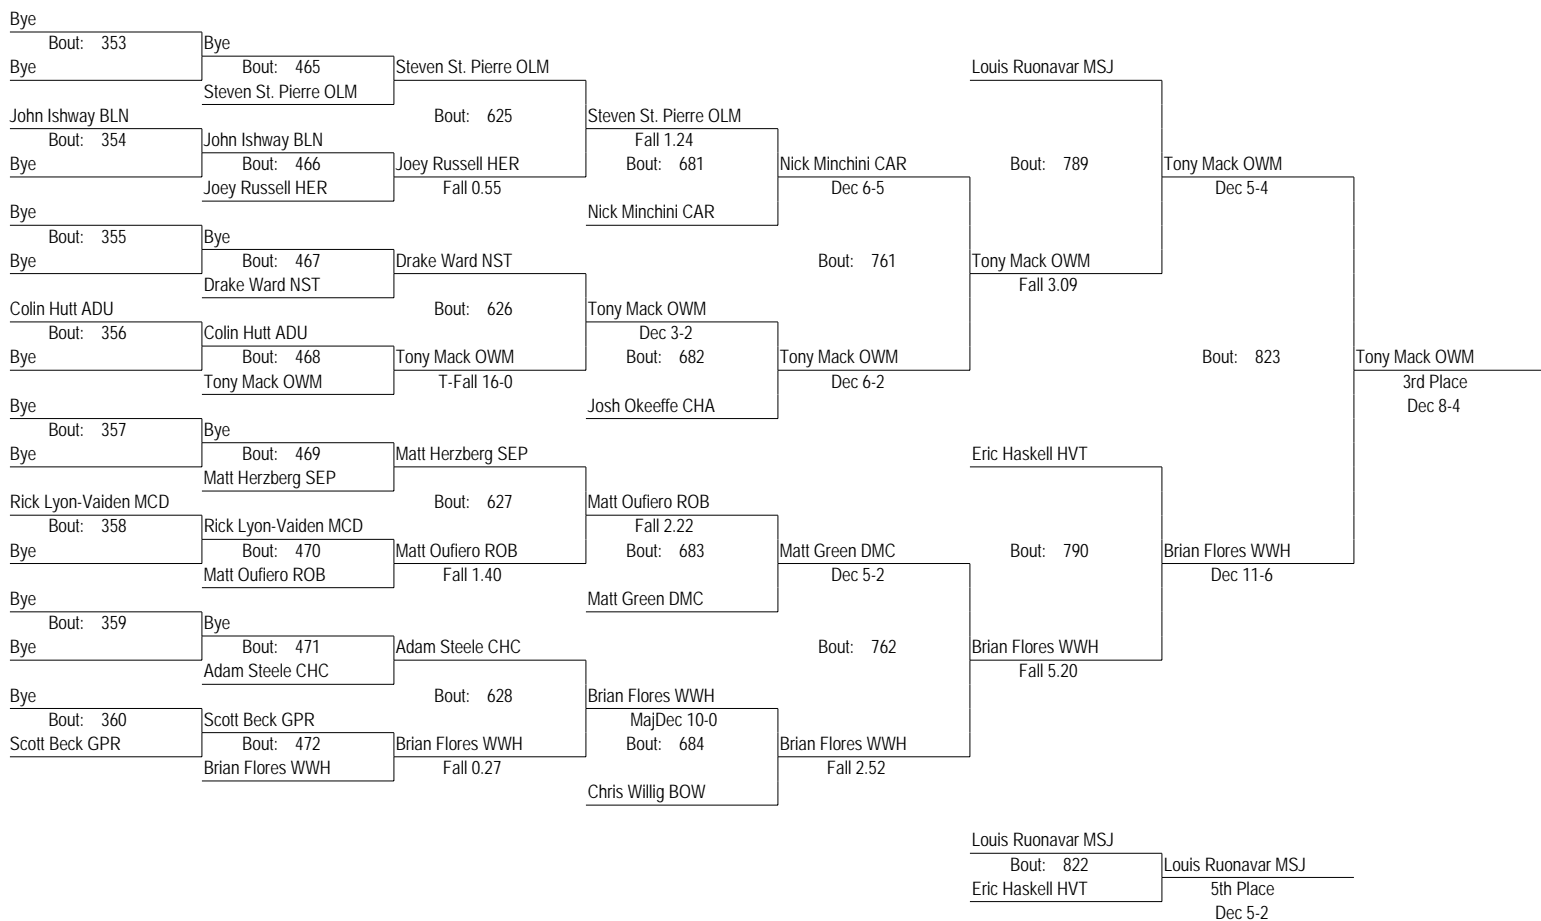 Bye
Bout: 353
Bye
Bye
Bout: 465
Steven St. Pierre OLM
Steven St. Pierre OLM
John Ishway BLN
Bout: 354
Bye
John Ishway BLN
Bout: 466
Joey Russell HER
Joey Russell HER
Fall 0.55
Bout: 625
Steven St. Pierre OLM
Fall 1.24
Bout: 681
Nick Minchini CAR
Nick Minchini CAR
Dec 6-5
Bye
Bout: 355
Bye
Bye
Bout: 467
Drake Ward NST
Drake Ward NST
Colin Hutt ADU
Bout: 356
Bye
Colin Hutt ADU
Bout: 468
Tony Mack OWM
Tony Mack OWM
T-Fall 16-0
Bout: 626
Tony Mack OWM
Dec 3-2
Bout: 682
Josh Okeeffe CHA
Tony Mack OWM
Dec 6-2
Bout: 761
Tony Mack OWM
Fall 3.09
Louis Ruonavar MSJ
Bout: 789
Tony Mack OWM
Dec 5-4
Bye
Bout: 357
Bye
Bye
Bout: 469
Matt Herzberg SEP
Matt Herzberg SEP
Rick Lyon-Vaiden MCD
Bout: 358
Bye
Rick Lyon-Vaiden MCD
Bout: 470
Matt Oufiero ROB
Matt Oufiero ROB
Fall 1.40
Bout: 627
Matt Oufiero ROB
Fall 2.22
Bout: 683
Matt Green DMC
Matt Green DMC
Dec 5-2
Bye
Bout: 359
Bye
Bye
Bout: 471
Adam Steele CHC
Adam Steele CHC
Bye
Bout: 360
Scott Beck GPR
Scott Beck GPR
Bout: 472
Brian Flores WWH
Brian Flores WWH
Fall 0.27
Bout: 628
Brian Flores WWH
MajDec 10-0
Bout: 684
Chris Willig BOW
Brian Flores WWH
Fall 2.52
Bout: 762
Brian Flores WWH
Fall 5.20
Eric Haskell HVT
Bout: 790
Brian Flores WWH
Dec 11-6
Bout: 823
Tony Mack OWM
3rd Place
Dec 8-4
Louis Ruonavar MSJ
Bout: 822
Eric Haskell HVT
Louis Ruonavar MSJ
5th Place
Dec 5-2